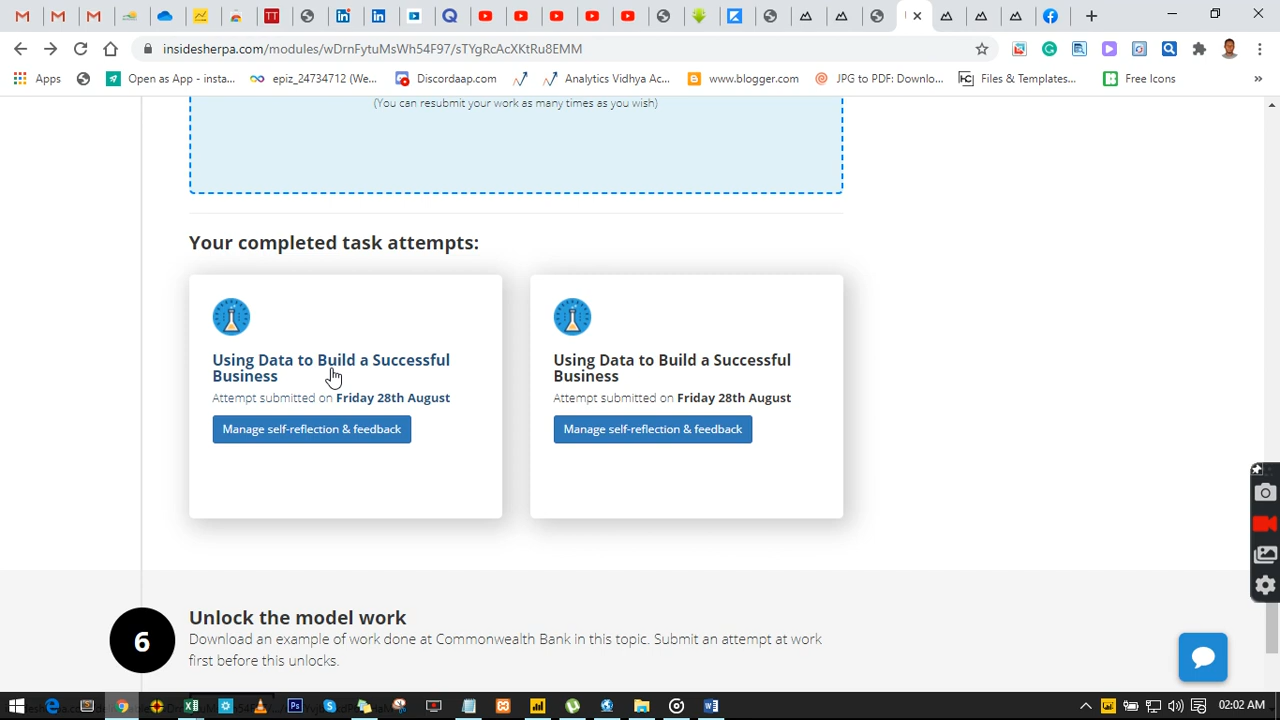 insidesherpa.com/modules/wDrnFytuMsWh54F97/sTYgRcAcXKtRu8EMM
Apps
Open as App - insta...
epiz_24734712 (We...
Discordaap.com
Analytics Vidhya Ac...
www.blogger.com
JPG to PDF: Downlo...
Files & Templates...
Free Icons
»
(You can resubmit your work as many times as you wish)
Your completed task attempts:
Using Data to Build a Successful
Business
Attempt submitted on Friday 28th August
Manage self-reflection & feedback
Using Data to Build a Successful
Business
Attempt submitted on Friday 28th August
Manage self-reflection & feedback
6
Unlock the model work
Download an example of work done at Commonwealth Bank in this topic. Submit an attempt at work
first before this unlocks.
02:02 AM